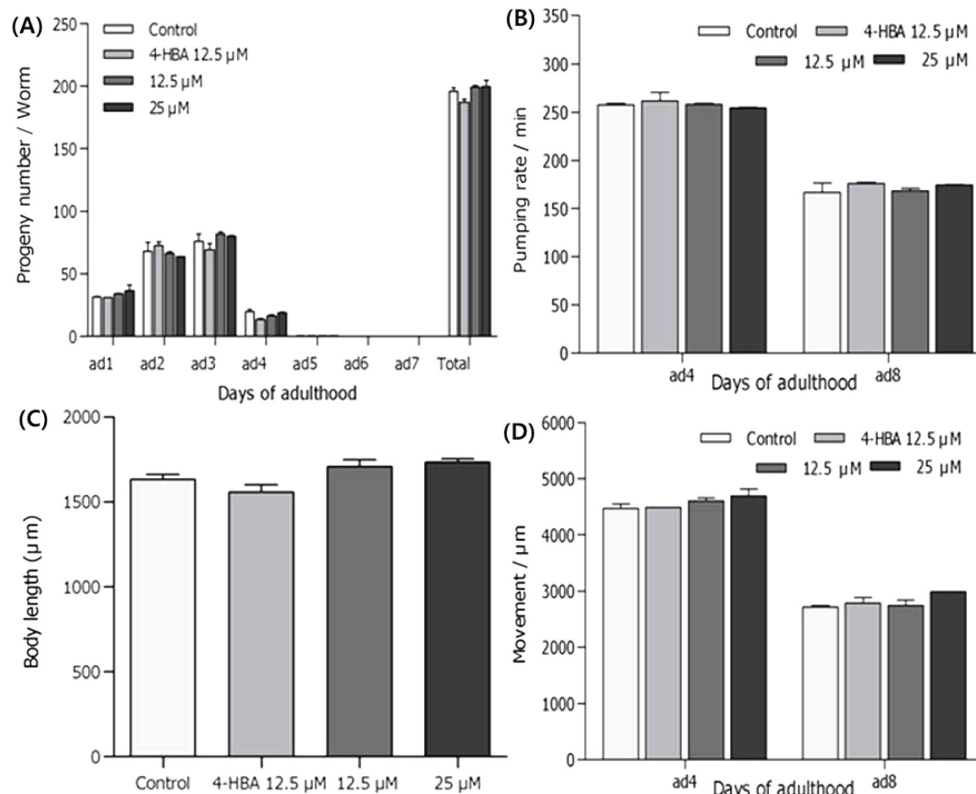 (A)
250
200
150
100
50
0
Progeny number / Worm
Control
4-HBA 12.5 µM
12.5 µM
25 µM
ad1 ad2 ad3 ad4 ad5 ad6 ad7 Total
Days of adulthood
(B)
350
300
250
200
150
100
50
0
Pumping rate / min
Control 4-HBA 12.5 µM
12.5 µM 25 µM
ad4 ad8
Days of adulthood
(C)
2000
1500
1000
500
0
Body length (µm)
Control 4-HBA 12.5 µM 12.5 µM 25 µM
(D)
6000
5000
4000
3000
2000
1000
0
Movement / µm
Control 4-HBA 12.5 µM
12.5 µM 25 µM
ad4 ad8
Days of adulthood